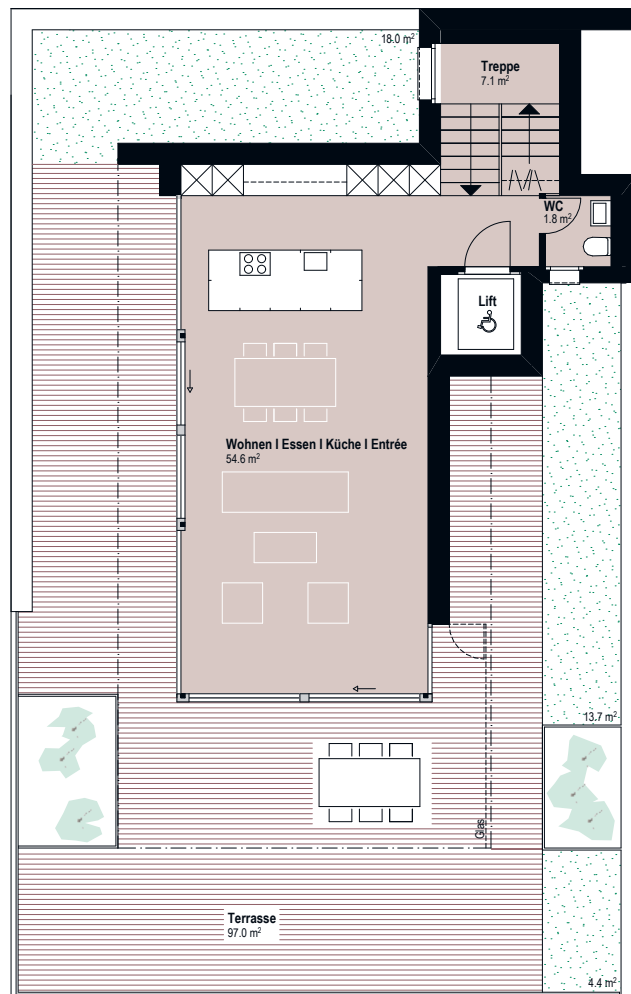 18.0 m²
Treppe
7.1 m²
WC
1.8 m²
Lift
Wohnen I Essen I Küche I Entrée
54.6 m²
13.7 m²
Glas
Terrasse
97.0 m²
4.4 m²